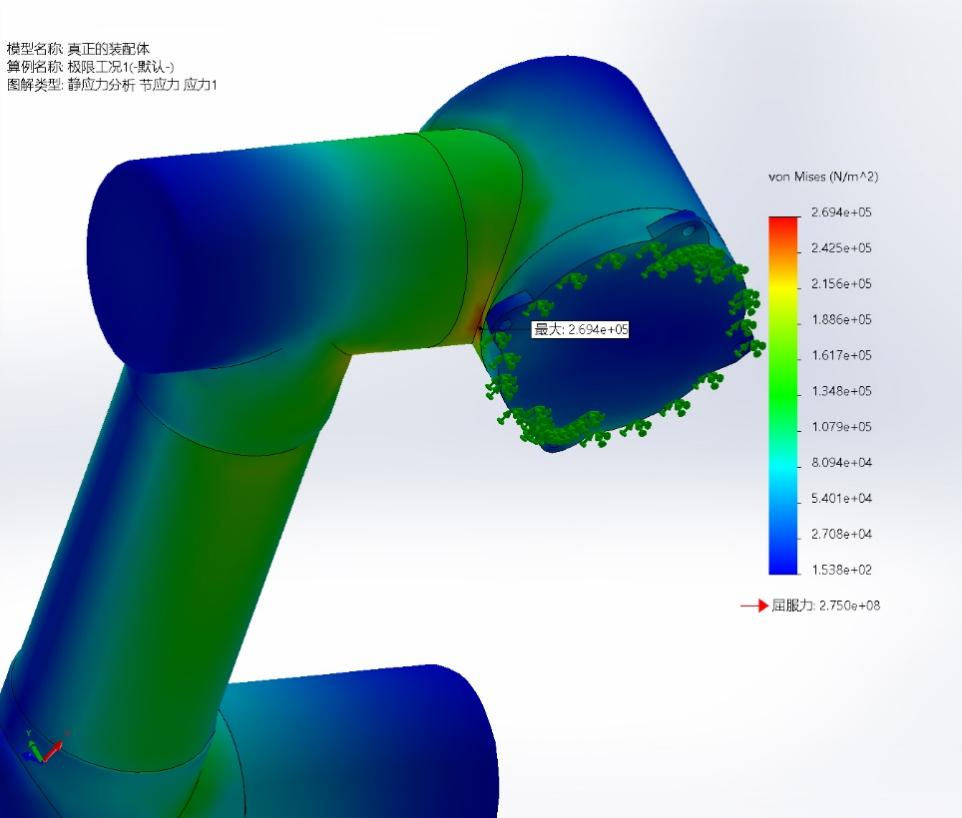 模型名称: 真正的装配体
算例名称: 极限工况1(-默认-)
图解类型: 静应力分析 节应力 应力1
von Mises (N/m^2)
2.694e+05
2.425e+05
2.156e+05
1.886e+05
1.617e+05
1.348e+05
1.079e+05
8.094e+04
5.401e+04
2.708e+04
1.538e+02
屈服力: 2.750e+08
最大: 2.694e+05
Y